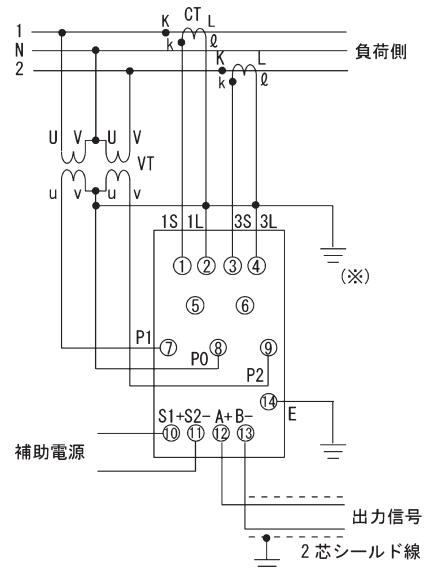 K CT L
1
k ℓ
N
負荷側
K L
2
k ℓ
U V U V
VT
u v u v
1S 1L 3S 3L
① ② ③ ④
(※)
⑤ ⑥
P1 ⑦ ⑧ ⑨
P0
P2
⑭ E
S1+ S2- A+ B-
⑩ ⑪ ⑫ ⑬
補助電源
出力信号
2芯シールド線